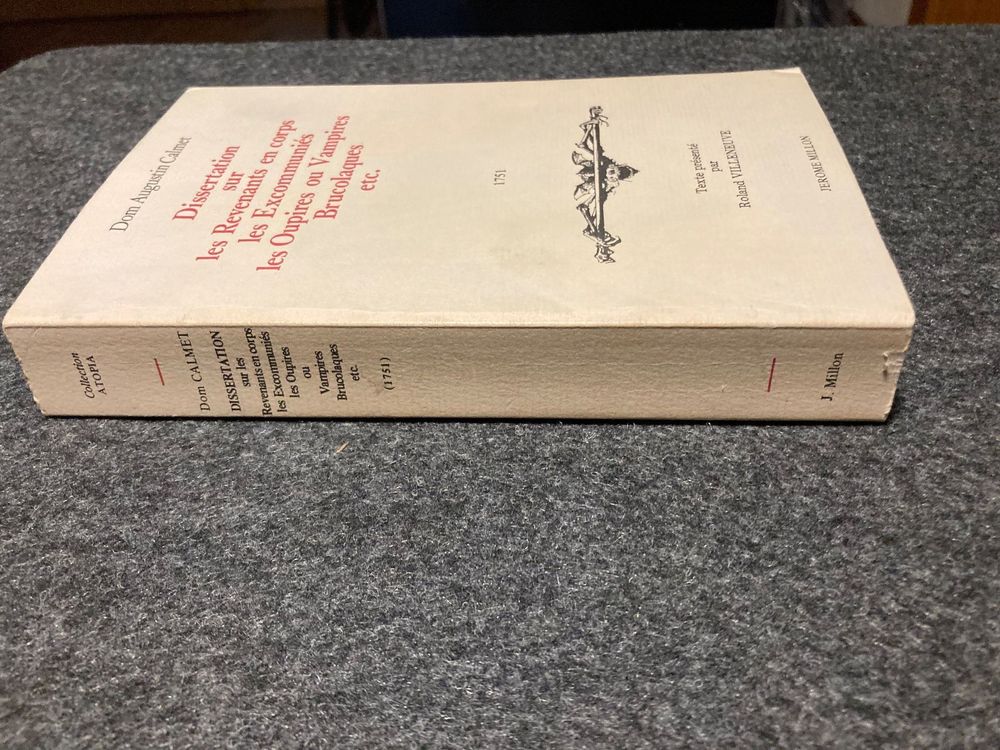 Dom Augustin Calmet
Dissertation
sur
les Revenants en corps
les Excommuniés
les Oupires ou Vampires
Brucolaques
etc.
1751
Texte présenté
par
Roland VILLENEUVE
JEROME MILLON
Collection
ATOPIA
Dom CALMET
DISSERTATION
sur les
Revenants en corps
les Excommuniés
les Oupires
ou
Vampires
Brucolaques
etc.
(1751)
J. Millon